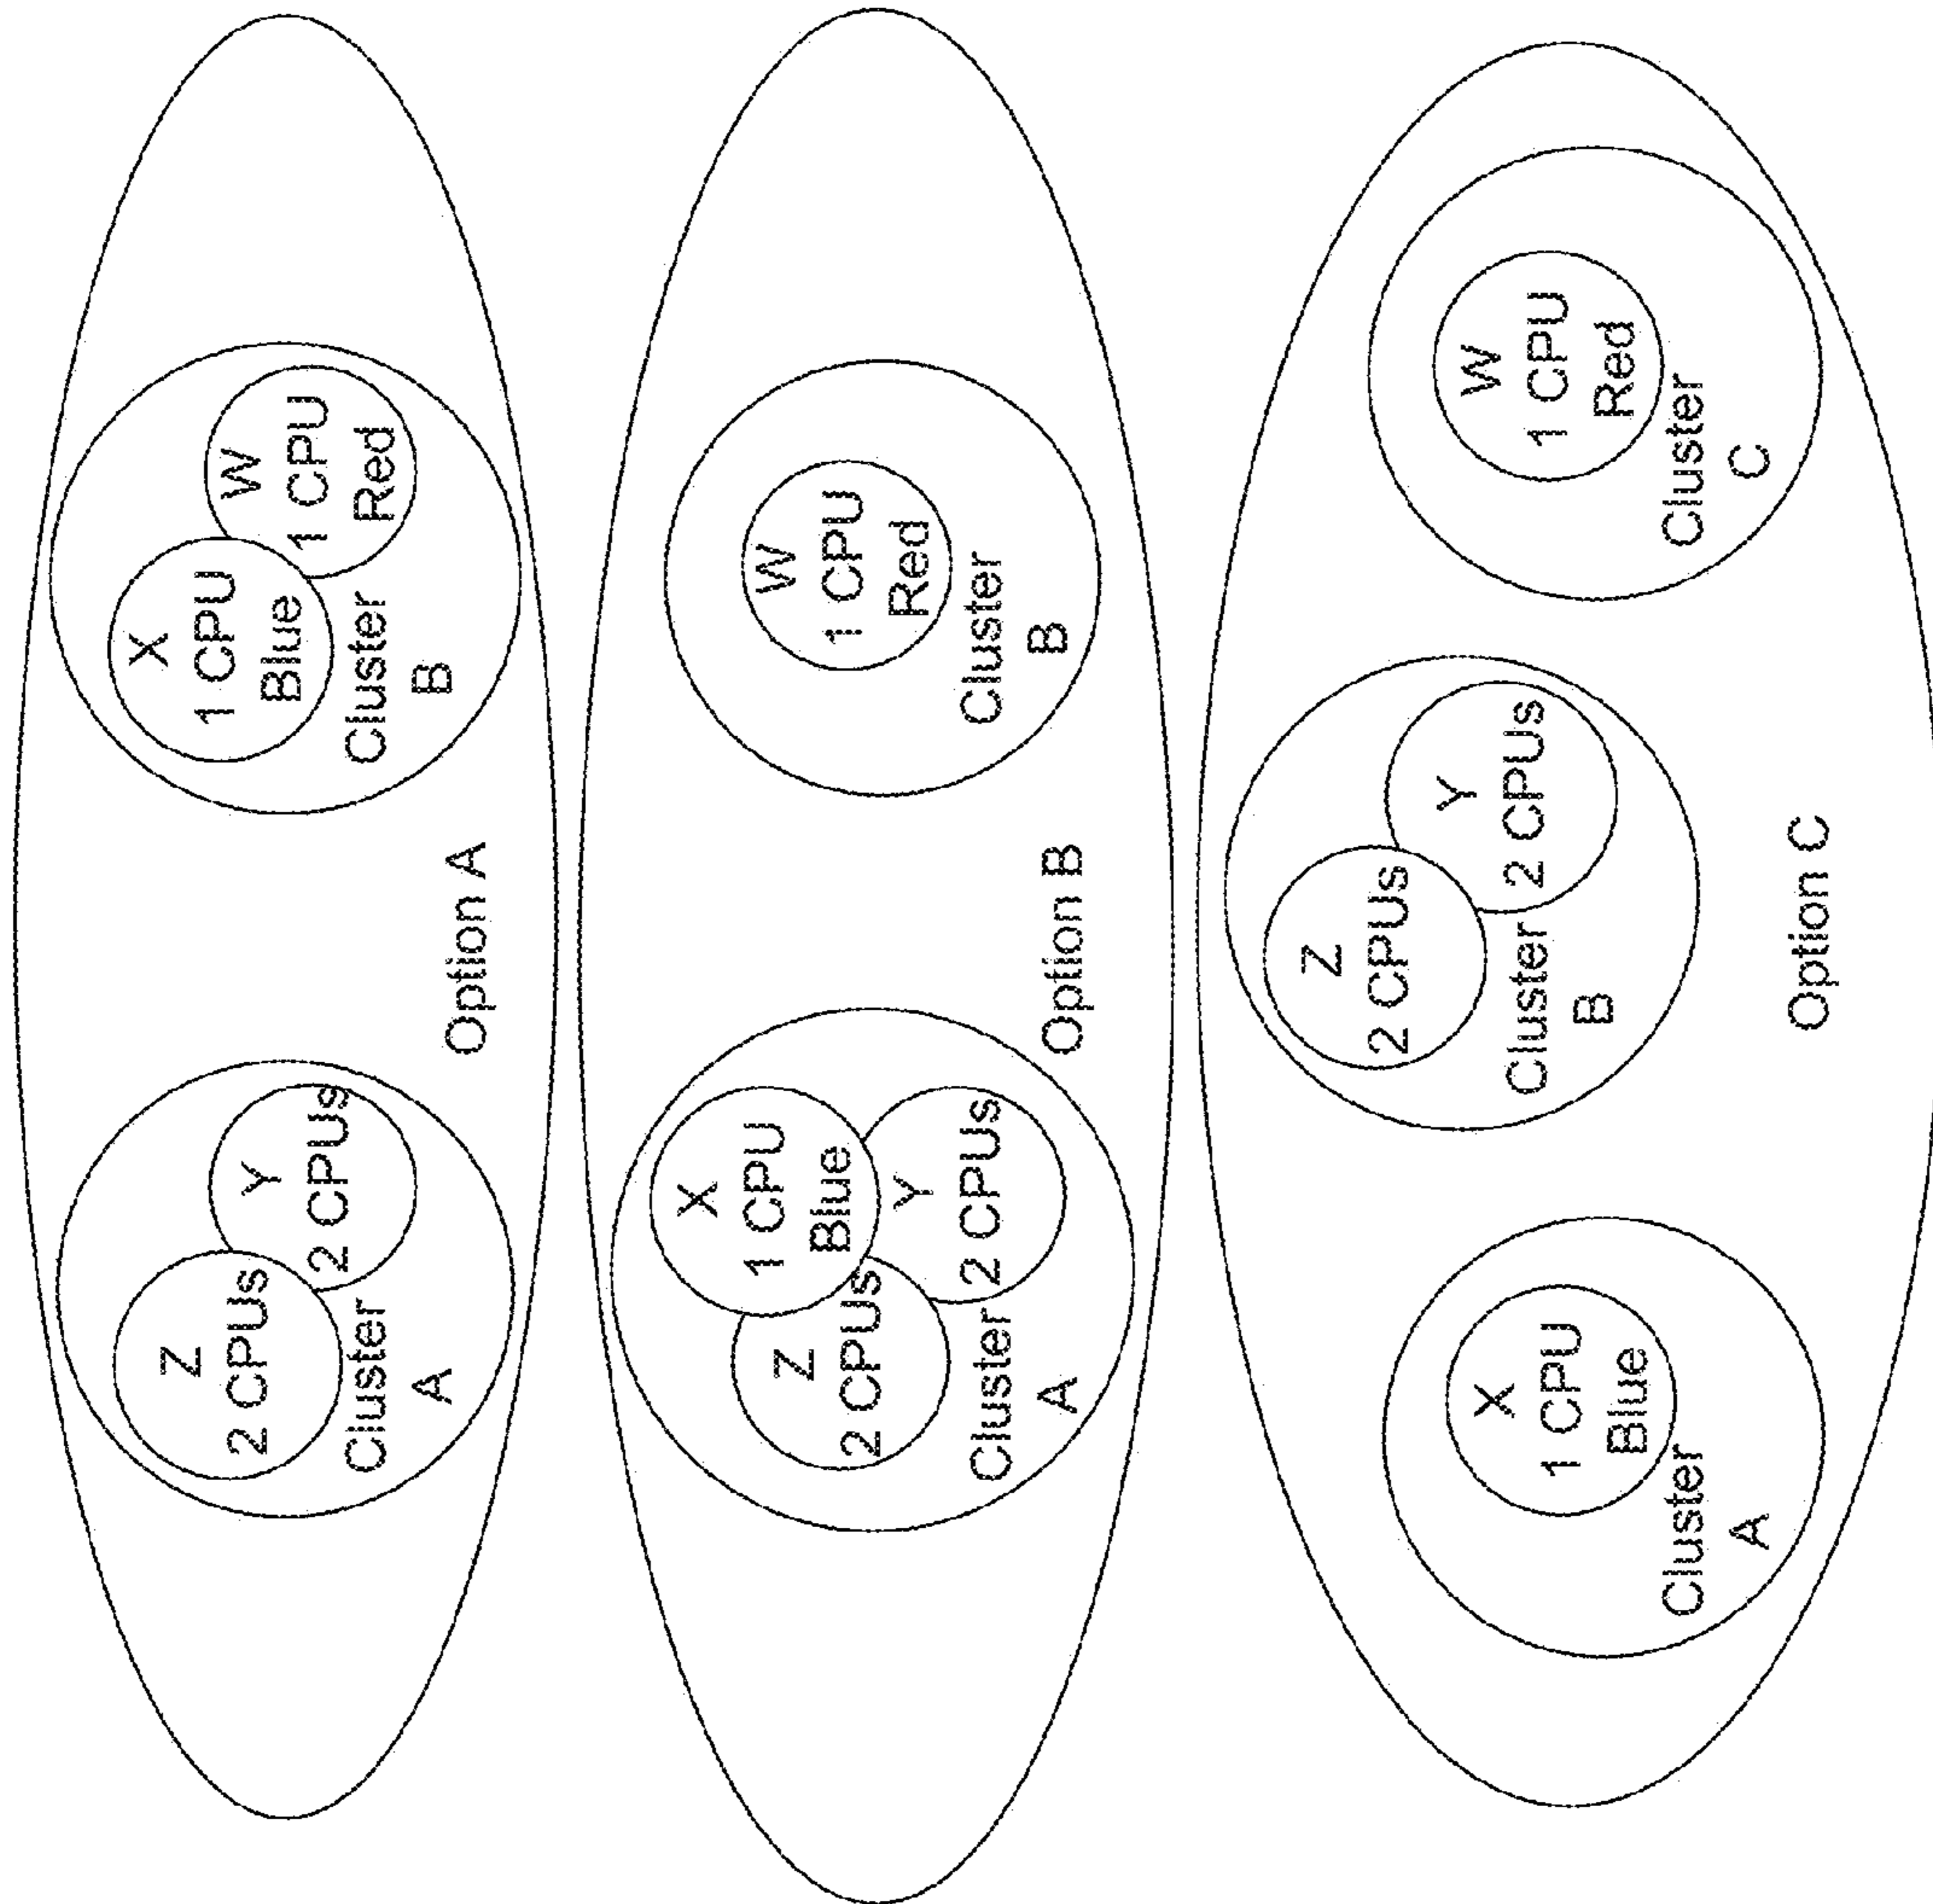 Z
2 CPUs
Y
2 CPUs
Cluster
A
X
1 CPU
Blue
W
1 CPU
Red
Cluster
B
Option A
X
1 CPU
Blue
Z
2 CPUs
Y
2 CPUs
Cluster
A
W
1 CPU
Red
Cluster
B
Option B
X
1 CPU
Blue
Cluster
A
Z
2 CPUs
Y
2 CPUs
Cluster
B
W
1 CPU
Red
Cluster
C
Option C